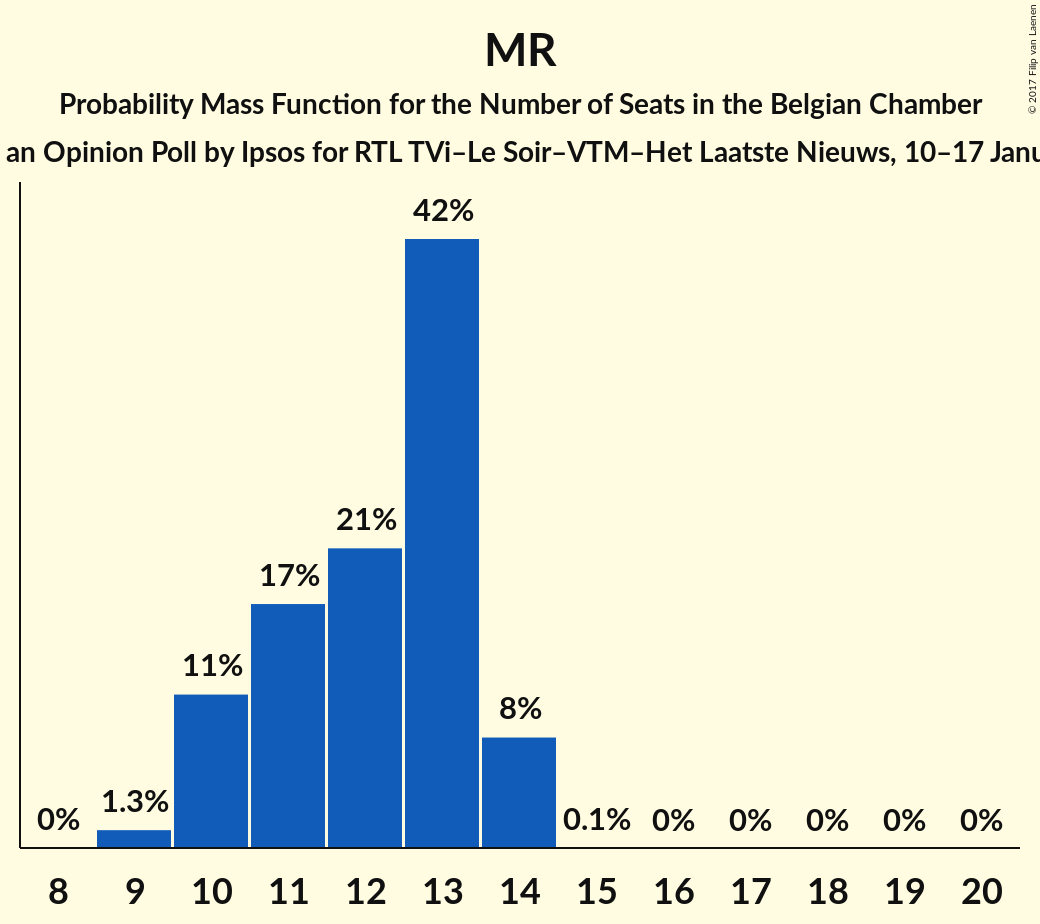 MR
Probability Mass Function for the Number of Seats in the Belgian Chamber
an Opinion Poll by Ipsos for RTL TVi–Le Soir–VTM–Het Laatste Nieuws, 10–17 Janu
© 2017 Filip van Laenen
42%
21%
17%
11%
8%
1.3%
0%
0.1%
0%
0%
0%
0%
0%
8 9 10 11 12 13 14 15 16 17 18 19 20